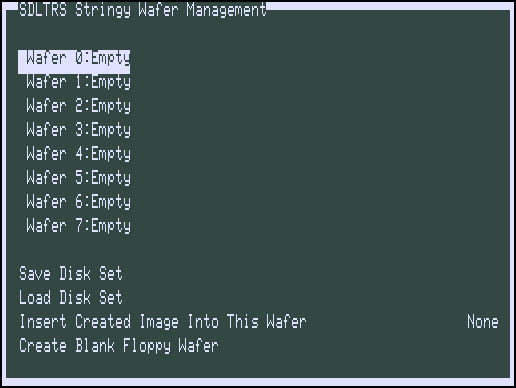 SDLTRS Stringy Wafer Management
Wafer 0:Empty
Wafer 1:Empty
Wafer 2:Empty
Wafer 3:Empty
Wafer 4:Empty
Wafer 5:Empty
Wafer 6:Empty
Wafer 7:Empty
Save Disk Set
Load Disk Set
Insert Created Image Into This Wafer None
Create Blank Floppy Wafer